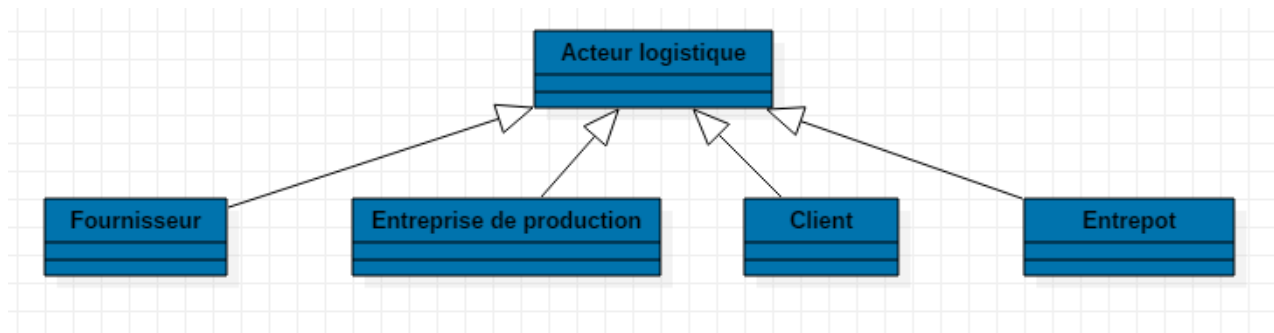 Acteur logistique
Fournisseur
Entreprise de production
Client
Entrepot